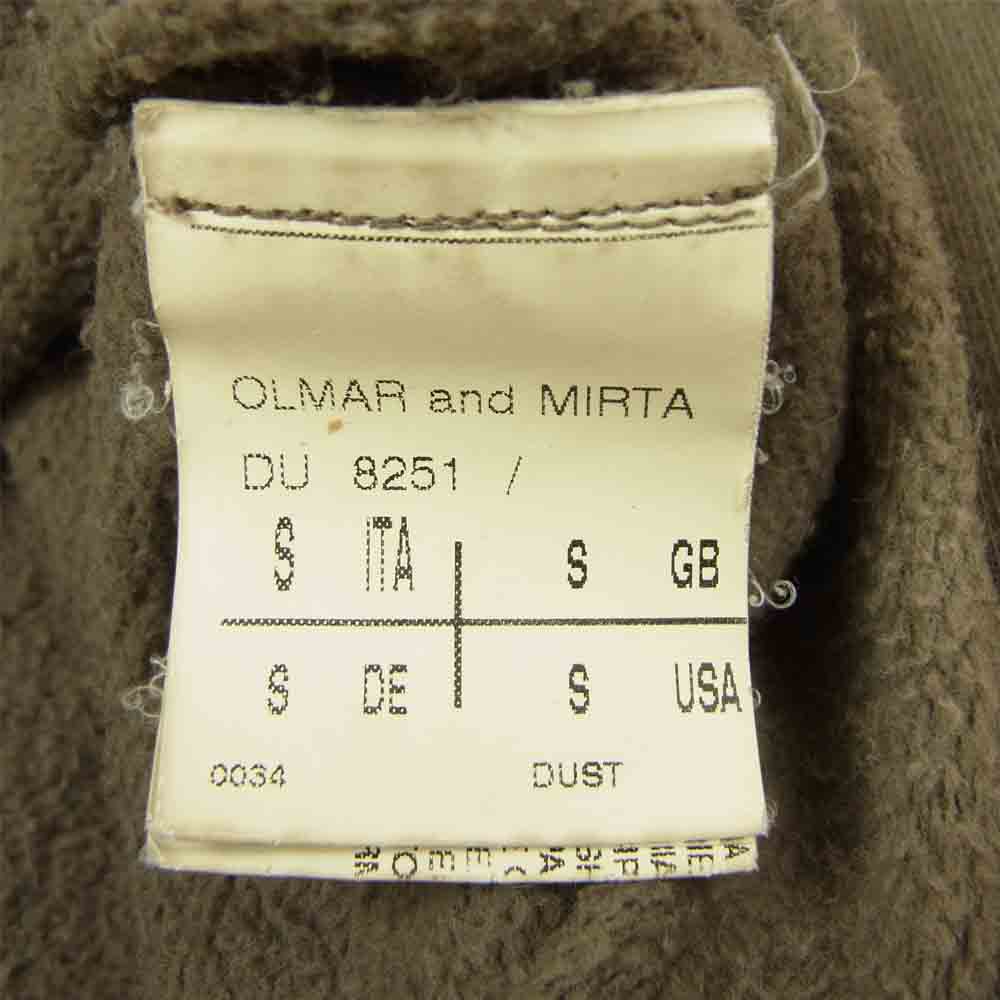 OLMAR and MIRTA
DU 8251 /
S ITA S GB
S DE S USA
0034 DUST